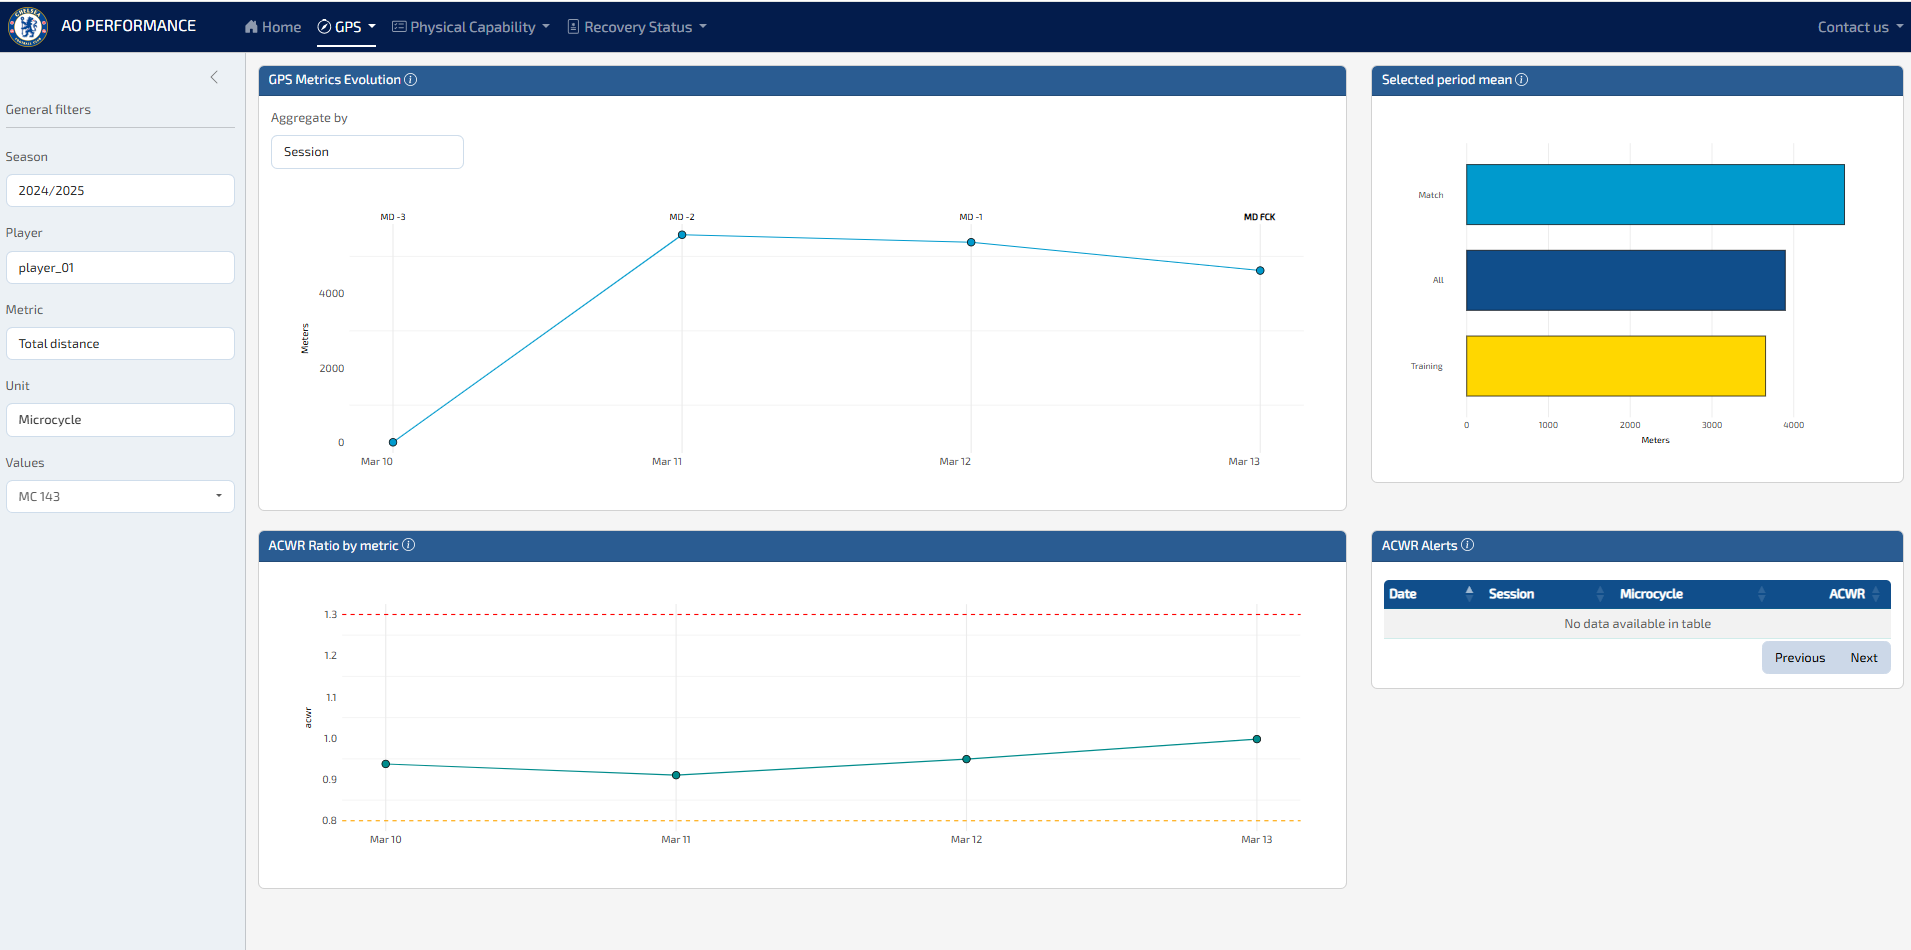 CHELSEA
FOOTBALL CLUB
AO PERFORMANCE
Home
GPS
Physical Capability
Recovery Status
Contact us
General filters
Season
2024/2025
Player
player_01
Metric
Total distance
Unit
Microcycle
Values
MC 143
GPS Metrics Evolution
Aggregate by
Session
MD -3 MD -2 MD -1 MD FCK
4000
2000
0
Meters
Mar 10 Mar 11 Mar 12 Mar 13
Selected period mean
Match
All
Training
0 1000 2000 3000 4000
Meters
ACWR Ratio by metric
1.3
1.2
1.1
1.0
0.9
0.8
acwr
Mar 10 Mar 11 Mar 12 Mar 13
ACWR Alerts
Date Session Microcycle ACWR
No data available in table
Previous Next